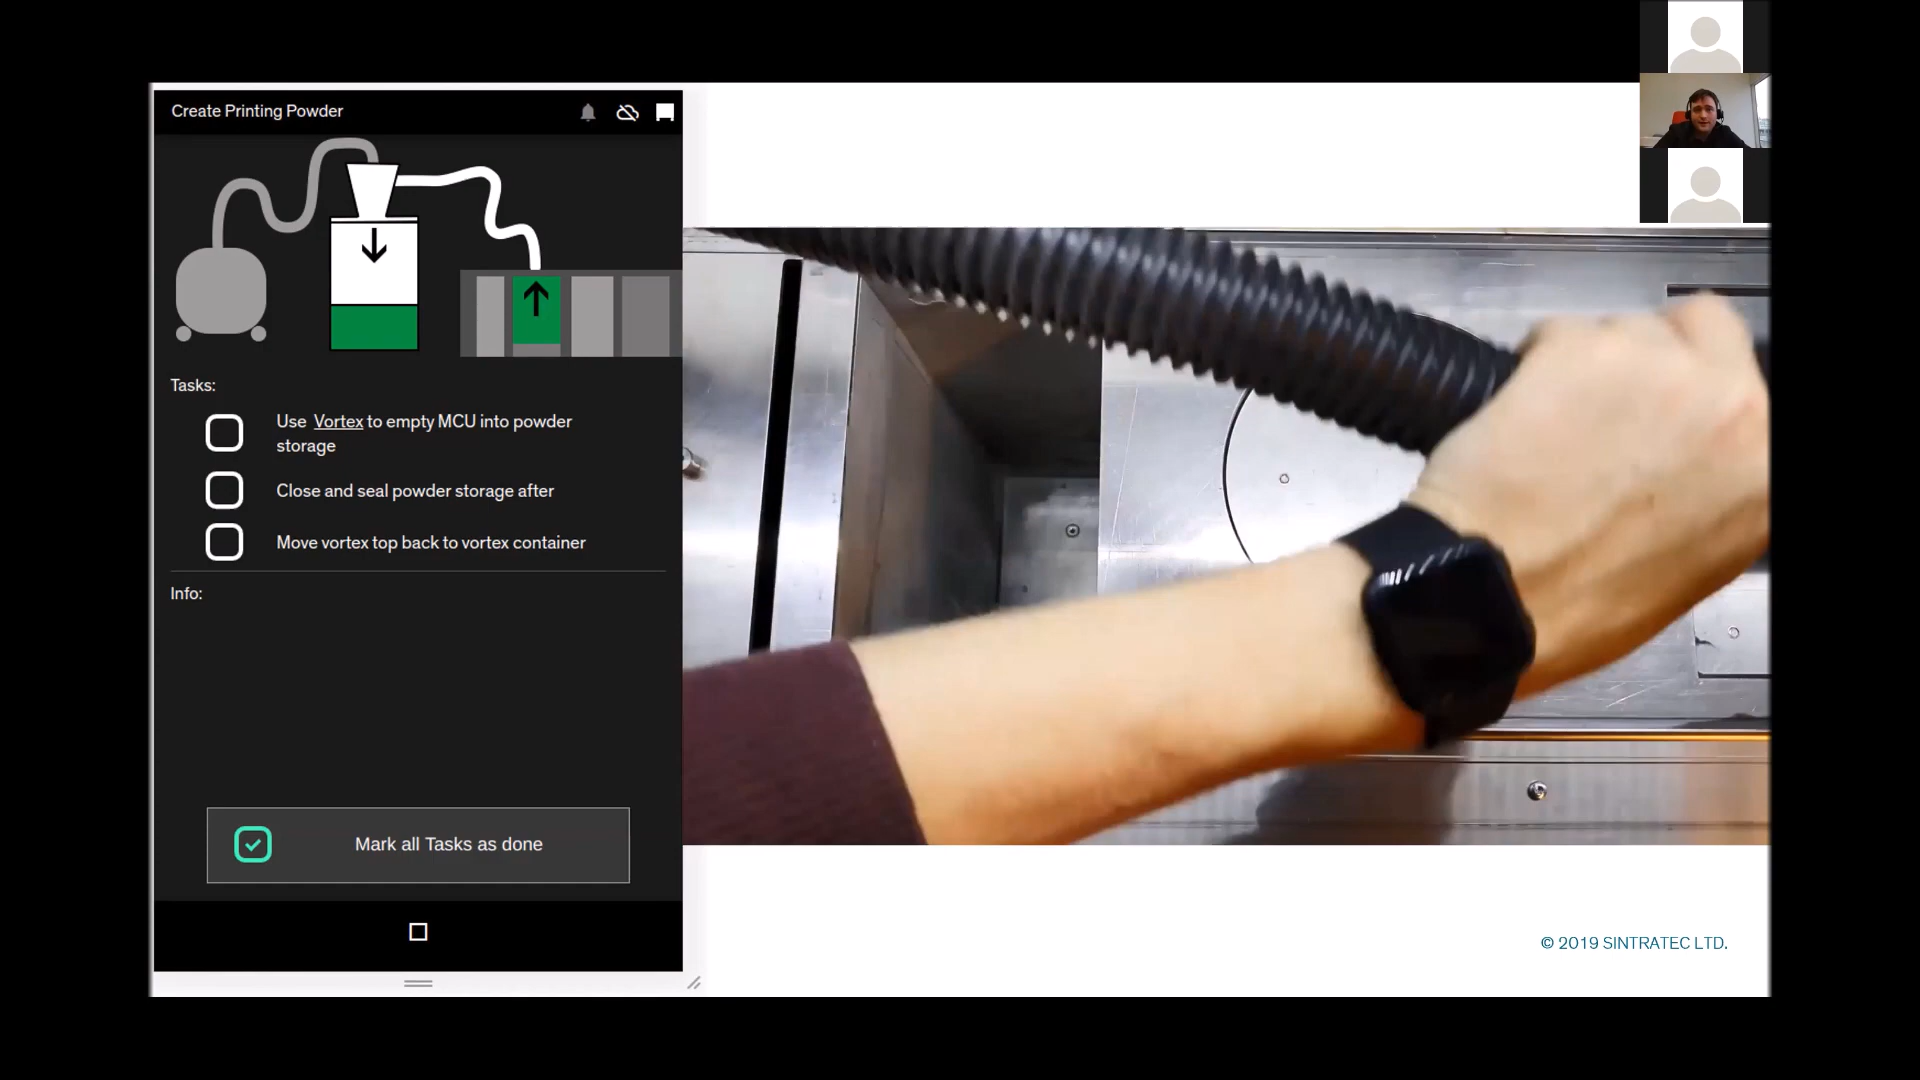 Create Printing Powder
Tasks:
Use Vortex to empty MCU into powder
storage
Close and seal powder storage after
Move vortex top back to vortex container
Info:
Mark all Tasks as done
© 2019 SINTRATEC LTD.